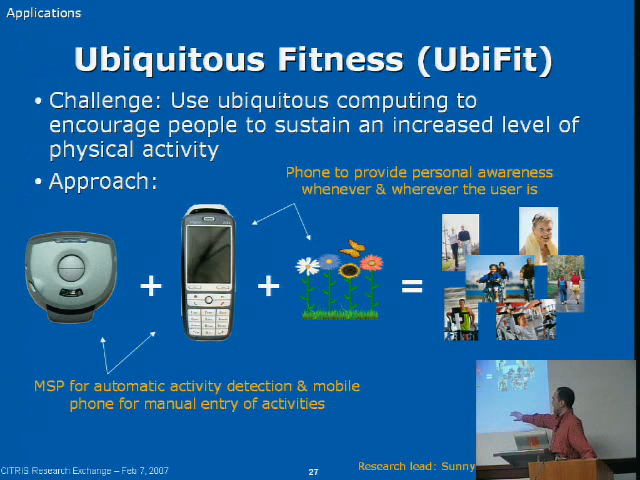 Applications
Ubiquitous Fitness (UbiFit)
• Challenge: Use ubiquitous computing to
encourage people to sustain an increased level of
physical activity
• Approach:
Phone to provide personal awareness
whenever & wherever the user is
+ + =
MSP for automatic activity detection & mobile
phone for manual entry of activities
CITRIS Research Exchange – Feb 7, 2007
27
Research lead: Sunny